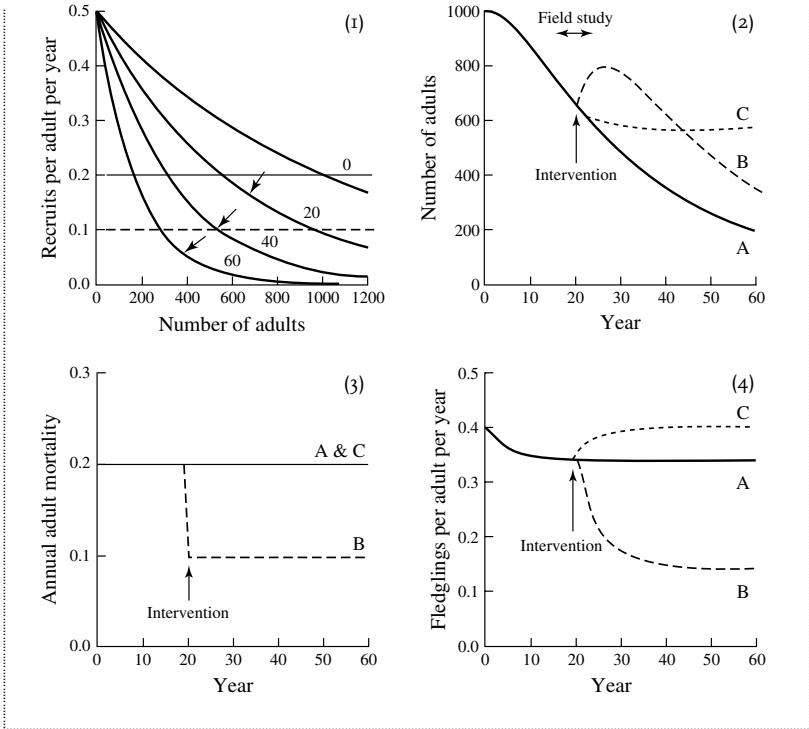 (1)
Recruits per adult per year
0.5
0.4
0.3
0.2
0.1
0.0
0
20
40
60
0 200 400 600 800 1000 1200
Number of adults
(2)
Field study
Number of adults
1000
800
600
400
200
0
C
B
A
Intervention
0 10 20 30 40 50 60
Year
(3)
Annual adult mortality
0.3
0.2
0.1
0.0
A & C
B
Intervention
0 10 20 30 40 50 60
Year
(4)
Fledglings per adult per year
0.5
0.4
0.3
0.2
0.1
0.0
C
A
Intervention
B
0 10 20 30 40 50 60
Year